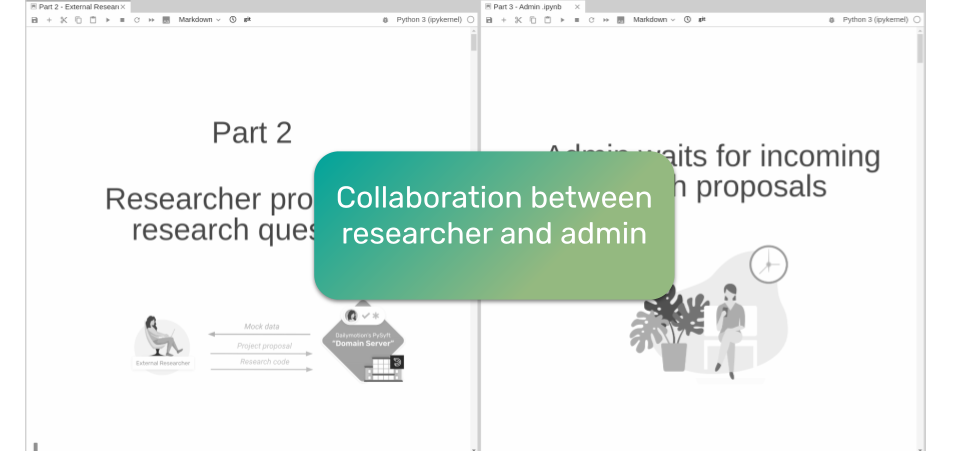 Part 2 - External Resear
Markdown
Python 3 (ipykernel)
Part 3 - Admin .ipynb
Markdown
Python 3 (ipykernel)
Part 2
Researcher pro
research ques
Admin waits for incoming
h proposals
Collaboration between
researcher and admin
Mock data
Project proposal
Research code
External Researcher
Dailymotion's PySyft
"Domain Server"